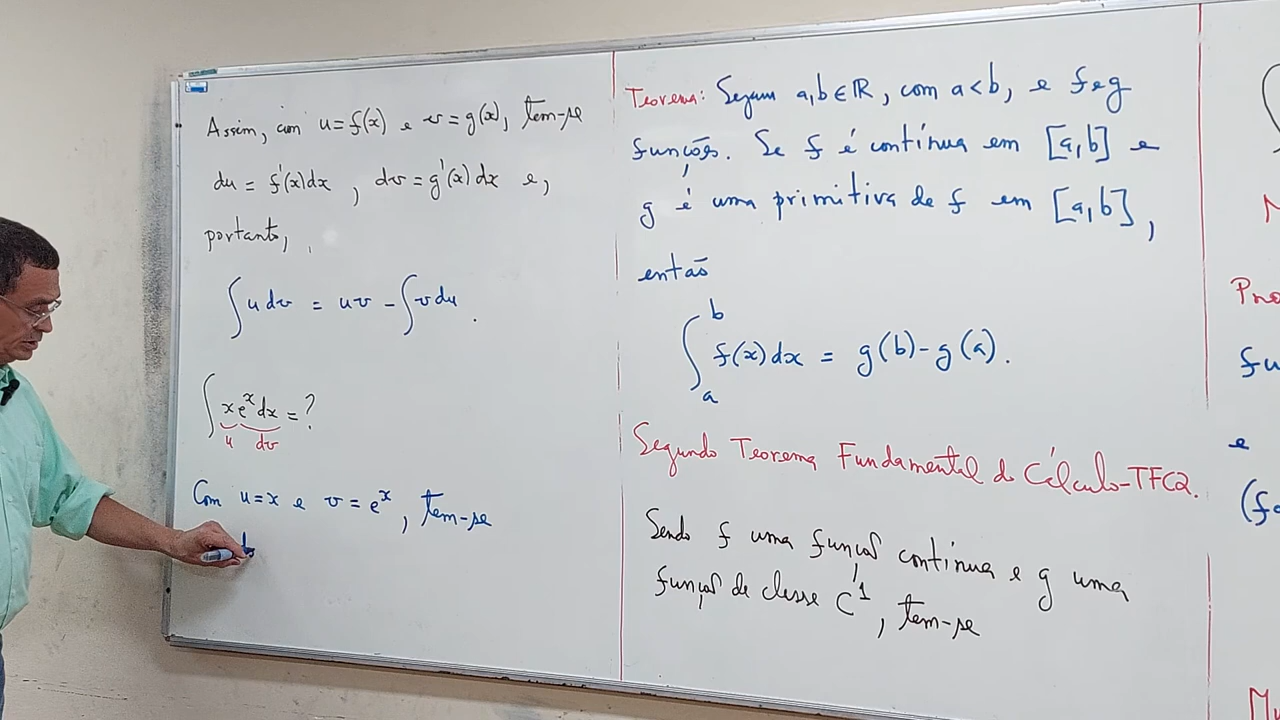 Assim, com u=f(x) e v=g(x), tem-se
du = f'(x)dx , dv = g'(x)dx e,
portanto,
∫u dv = uv - ∫v du.
∫x e^x dx = ?
u dv
Com u=x e v=e^x, tem-se
Teorema: Sejam a,b∈ℝ, com a<b, e f e g
funções. Se f é contínua em [a,b] e
g é uma primitiva de f em [a,b],
então
∫_a^b f(x)dx = g(b)-g(a).
Segundo Teorema Fundamental do Cálculo-TFC2.
Sendo f uma função contínua e g uma
função de classe C^1, tem-se
e